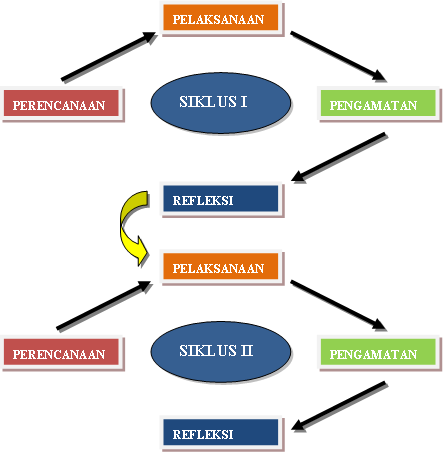 PELAKSANAAN
SIKLUS I
PERENCANAAN
PENGAMATAN
REFLEKSI
PELAKSANAAN
SIKLUS II
PERENCANAAN
PENGAMATAN
REFLEKSI